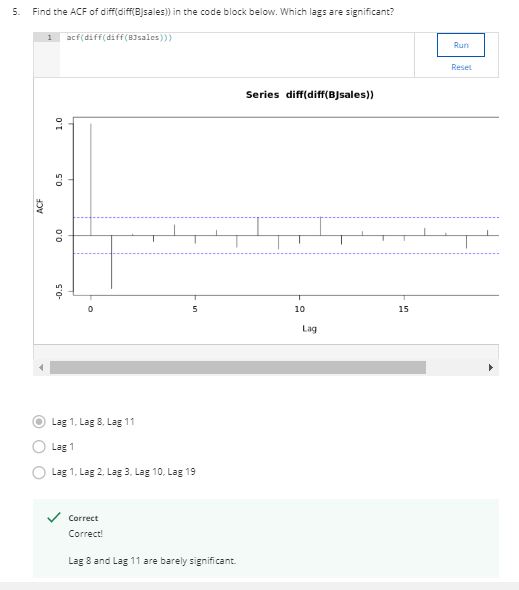 5. Find the ACF of diff(diff(BJsales)) in the code block below. Which lags are significant?
1 acf(diff(diff(BJsales)))
Run
Reset
Series diff(diff(BJsales))
1.0
0.5
0.0
-0.5
ACF
0 5 10 15
Lag
Lag 1, Lag 8, Lag 11
Lag 1
Lag 1, Lag 2, Lag 3, Lag 10, Lag 19
Correct
Correct!
Lag 8 and Lag 11 are barely significant.